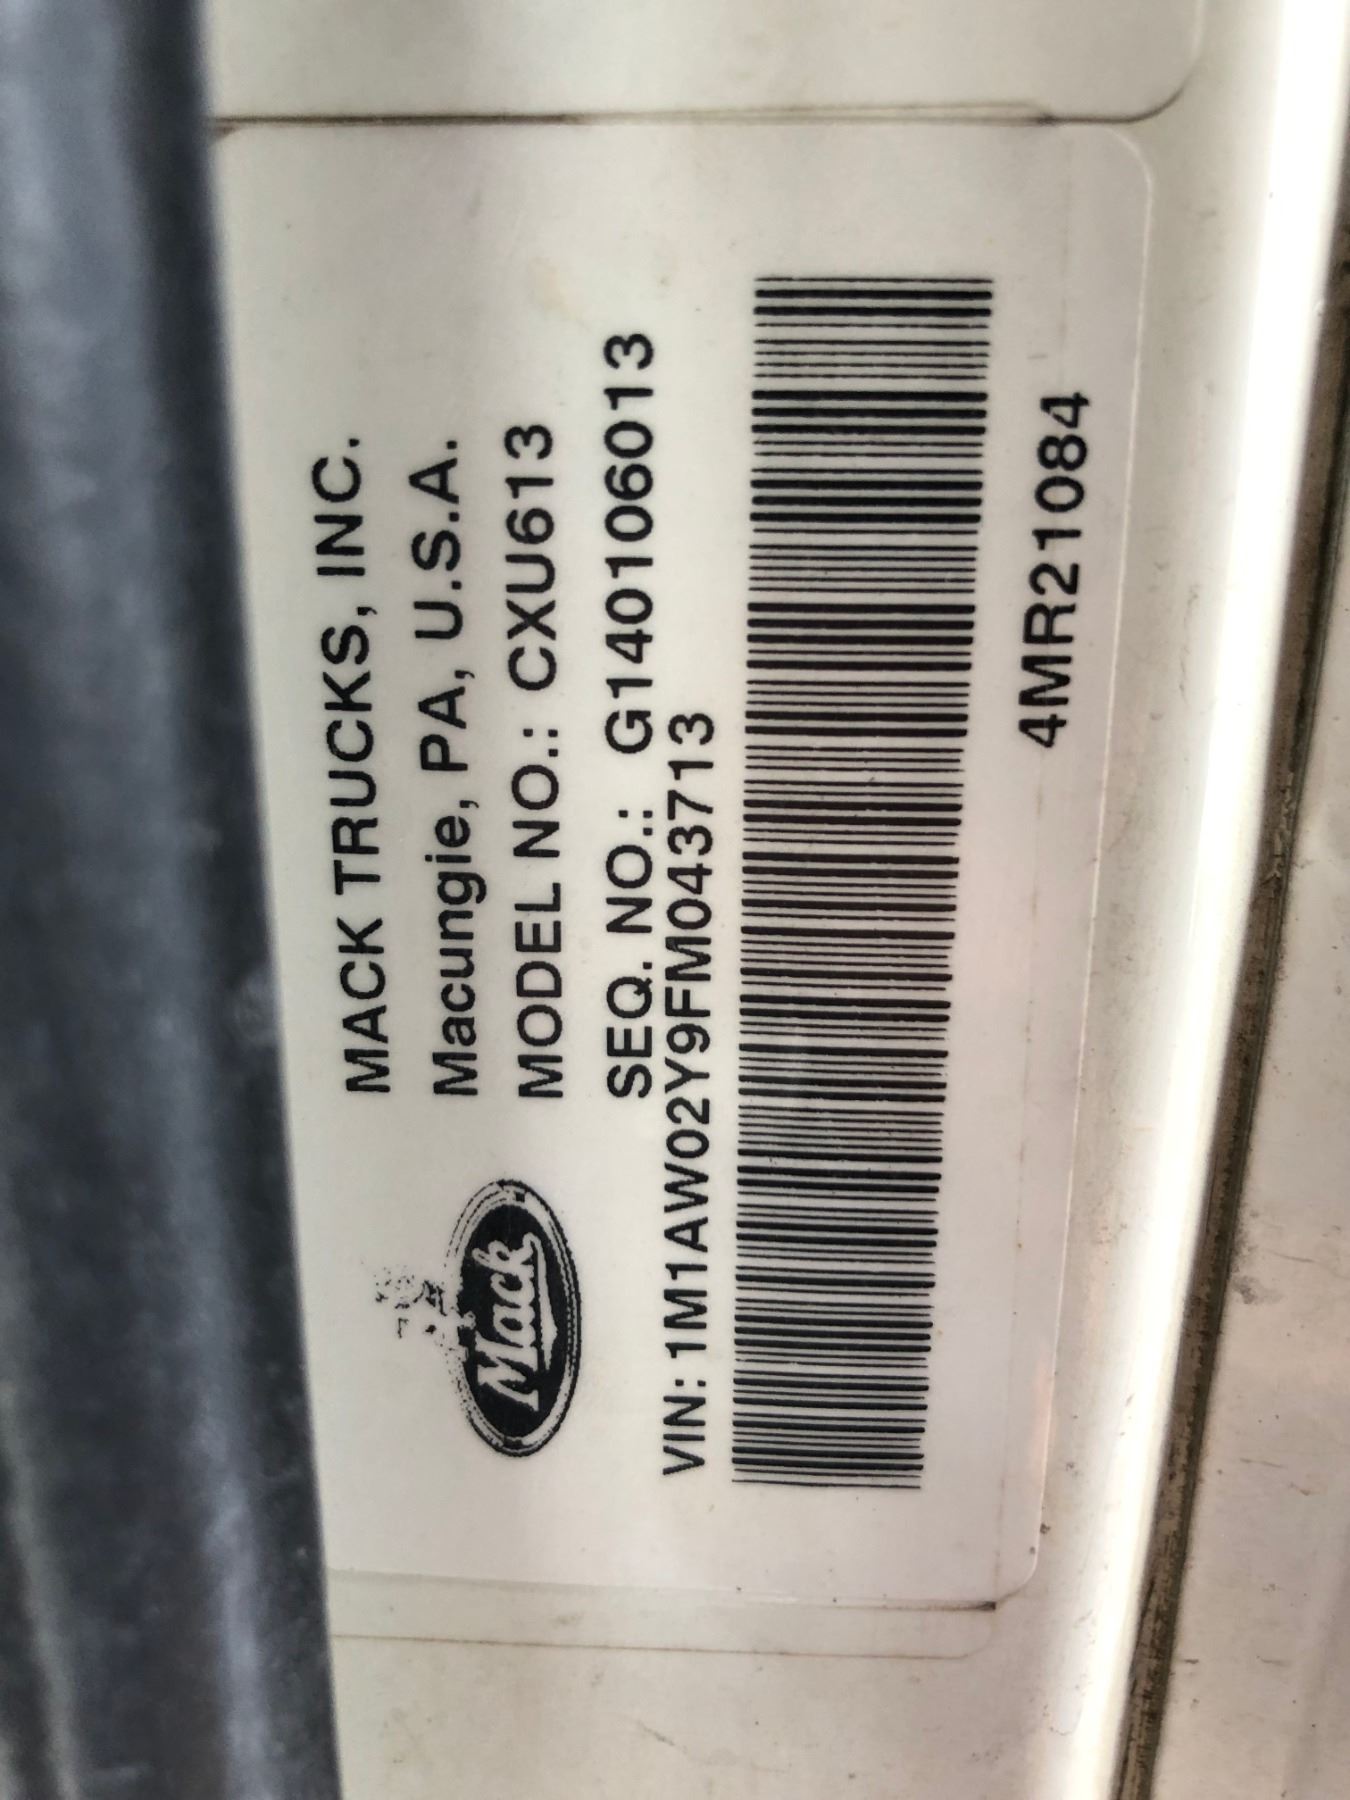 MACK TRUCKS, INC.
Macungie, PA, U.S.A.
MODEL NO.: CXU613
SEQ. NO.: G140106013
Mack
VIN: 1M1AW02Y9FM043713
4MR21084